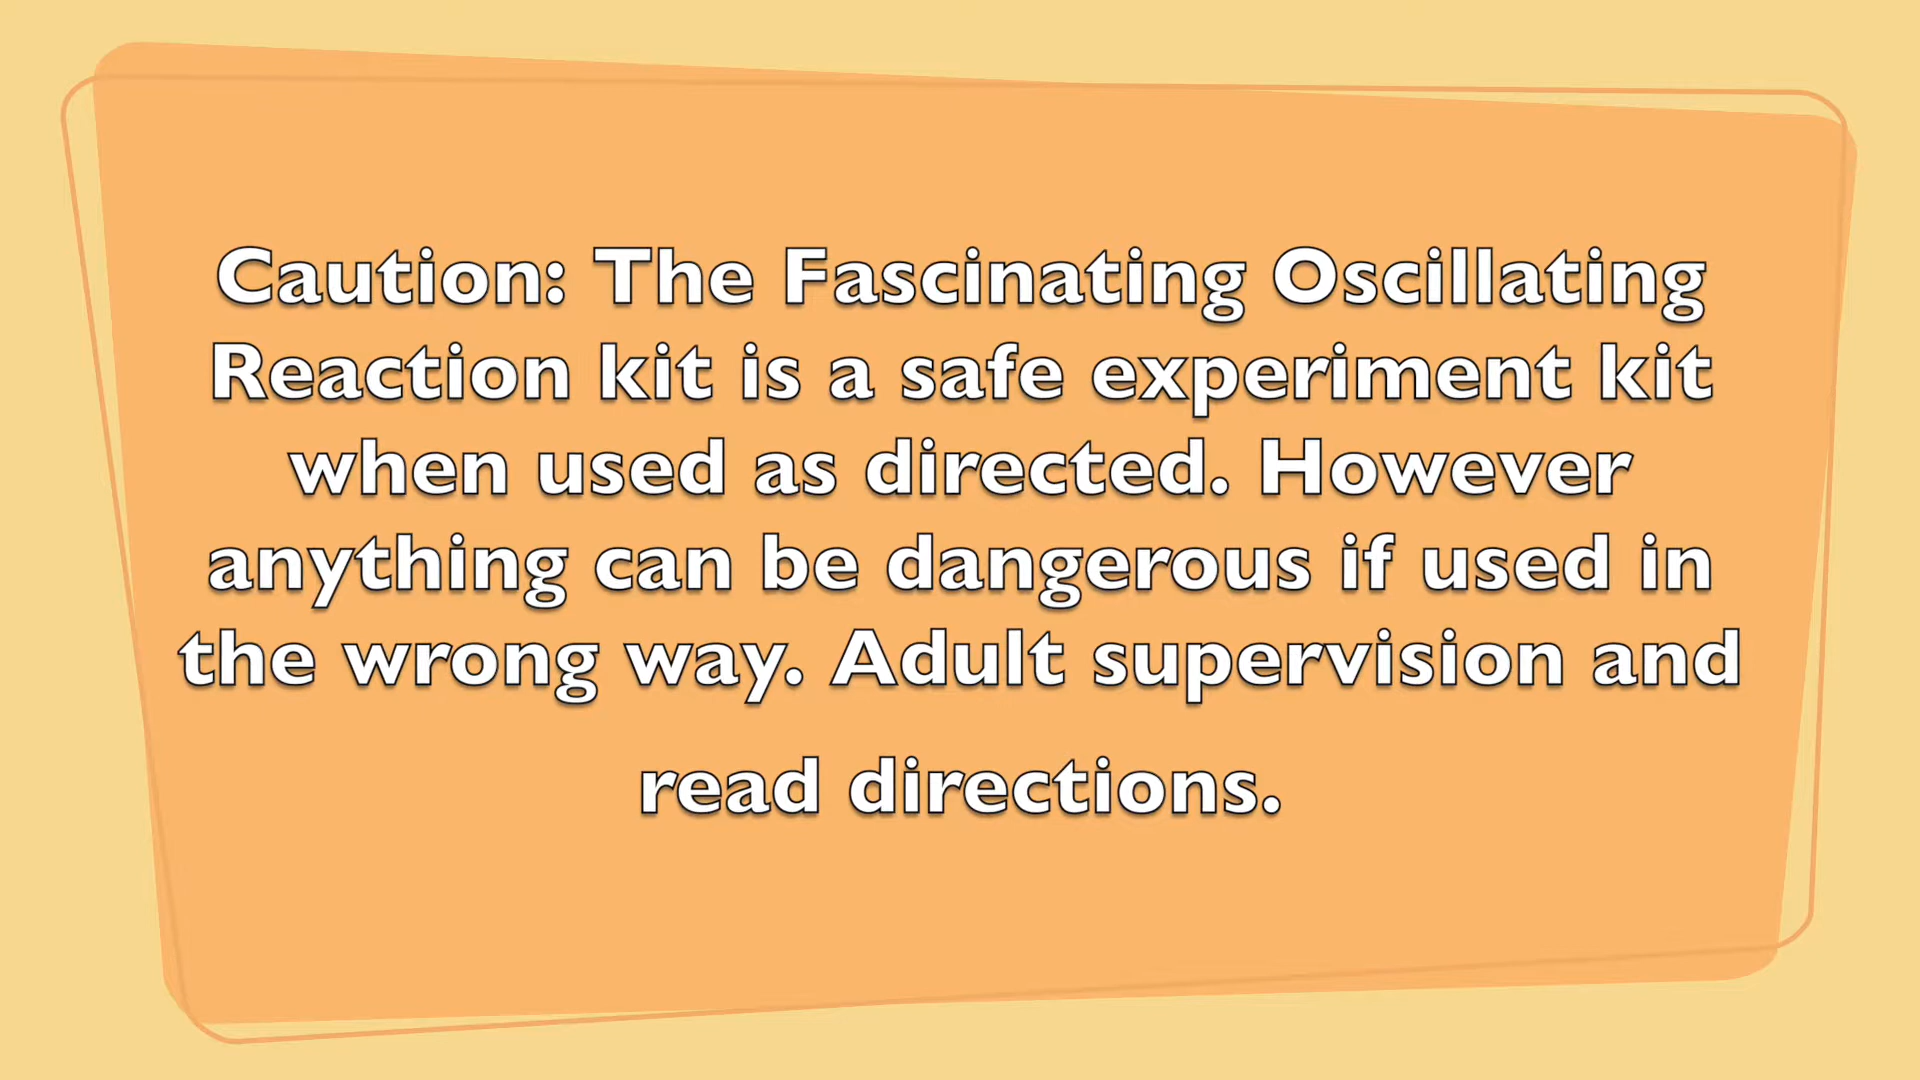 Caution: The Fascinating Oscillating
Reaction kit is a safe experiment kit
when used as directed. However
anything can be dangerous if used in
the wrong way. Adult supervision and
read directions.